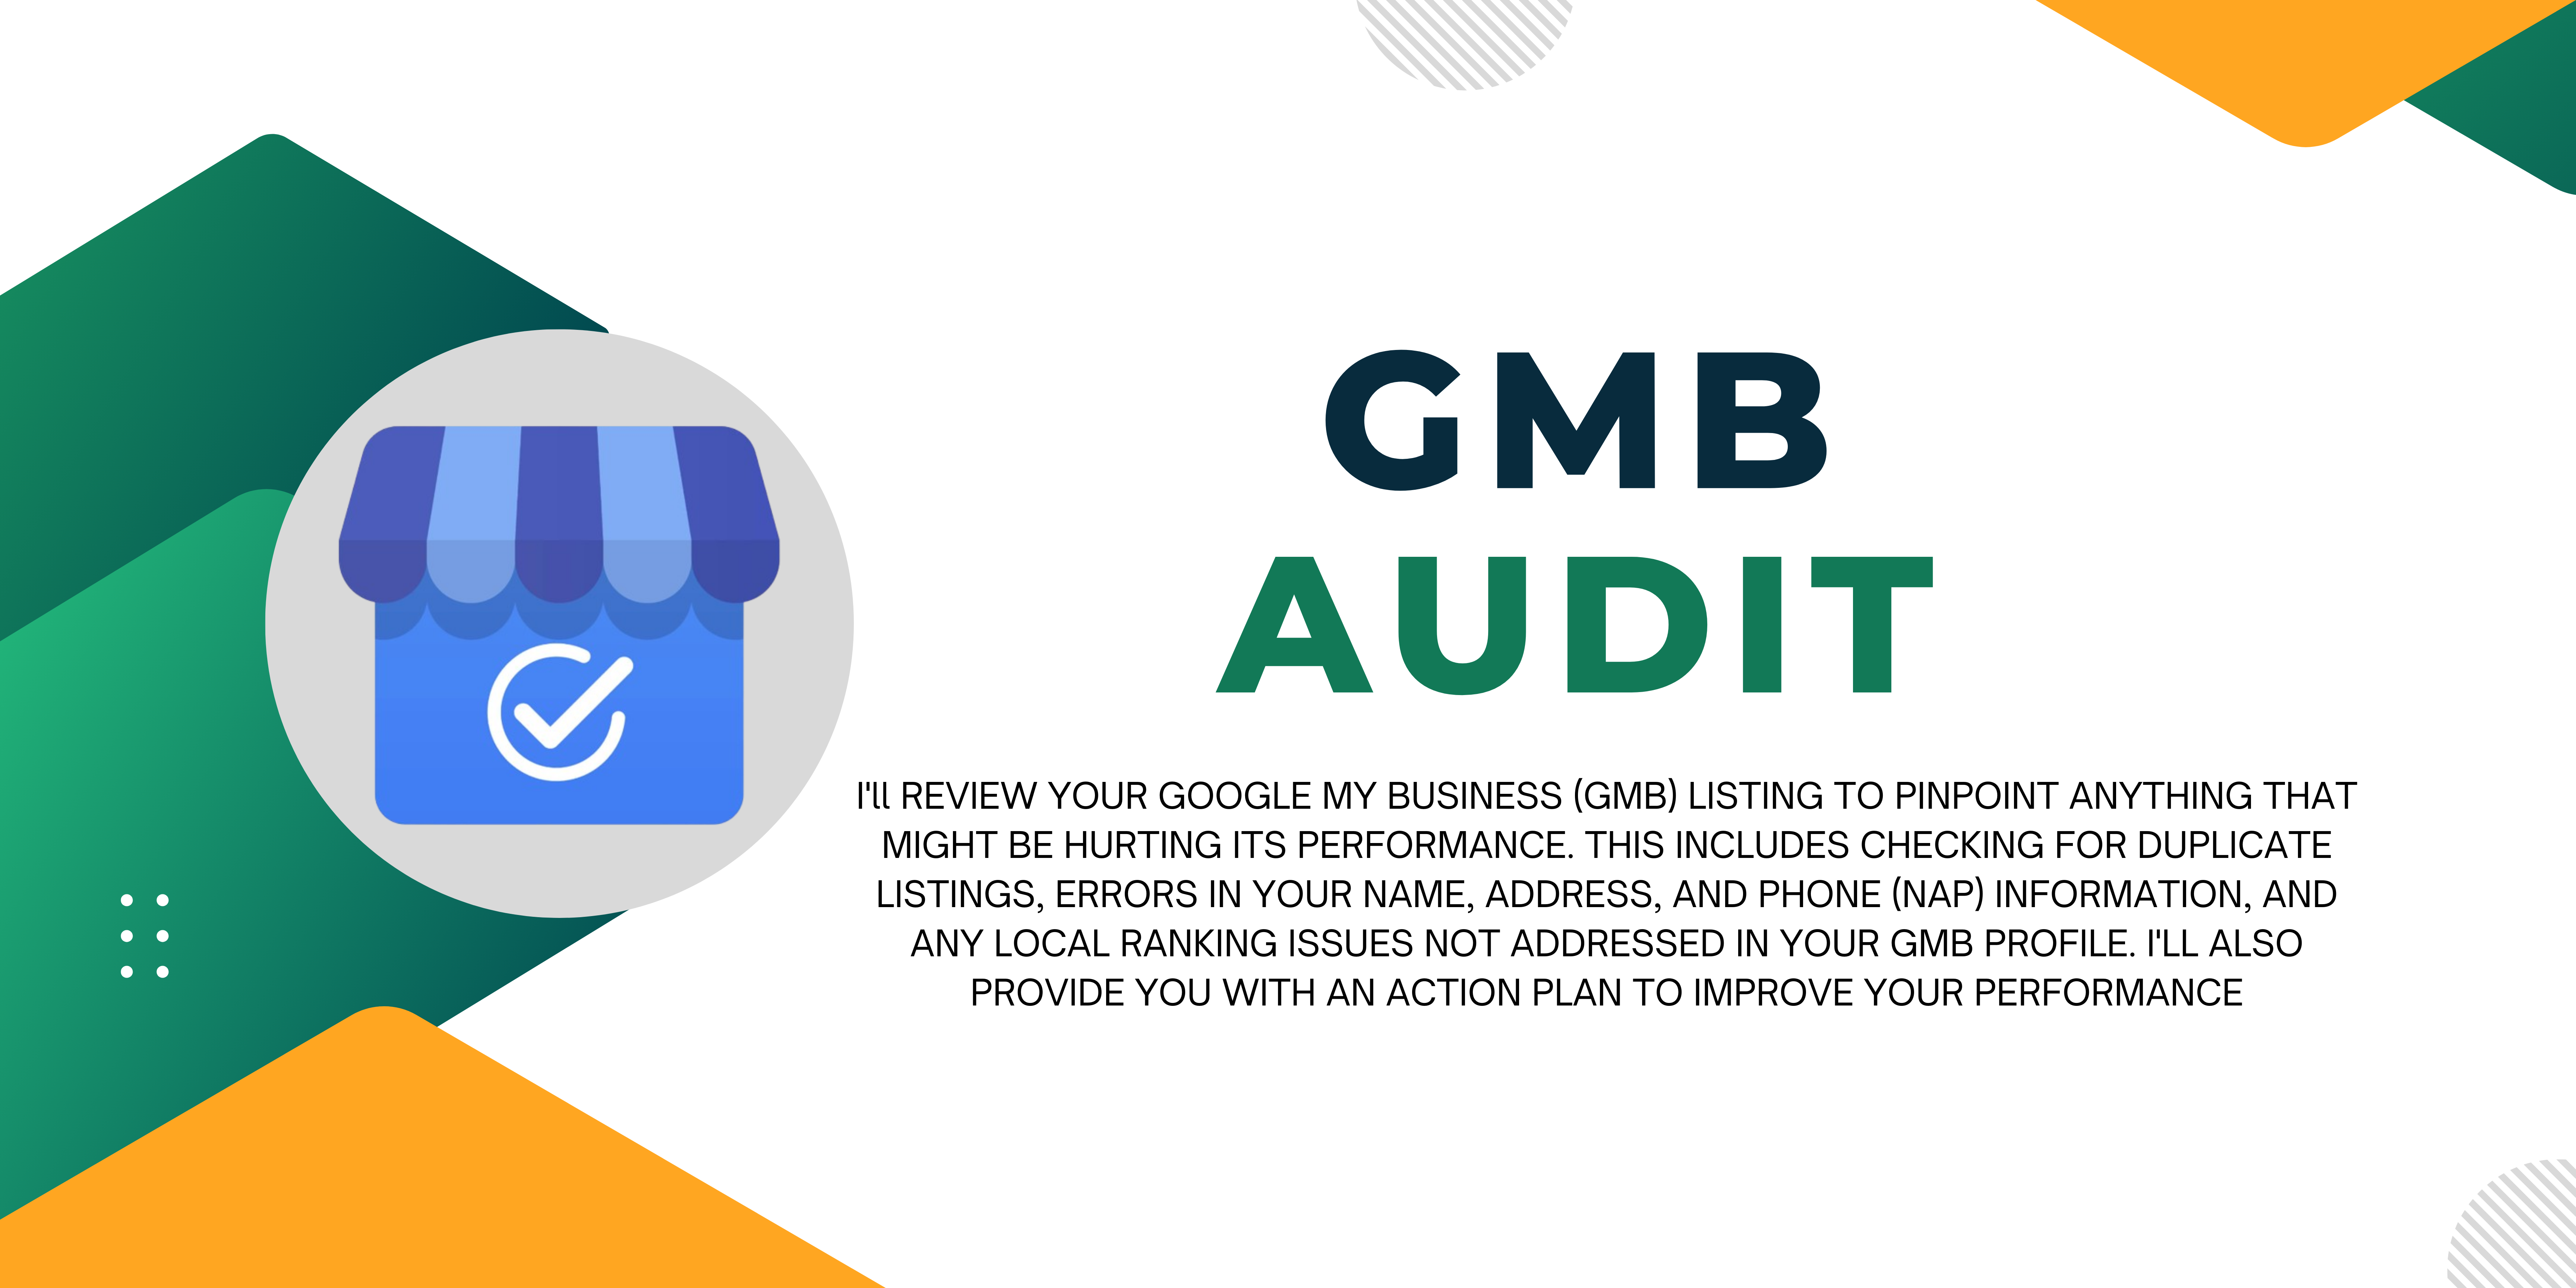 GMB
AUDIT
I'll REVIEW YOUR GOOGLE MY BUSINESS (GMB) LISTING TO PINPOINT ANYTHING THAT
MIGHT BE HURTING ITS PERFORMANCE. THIS INCLUDES CHECKING FOR DUPLICATE
LISTINGS, ERRORS IN YOUR NAME, ADDRESS, AND PHONE (NAP) INFORMATION, AND
ANY LOCAL RANKING ISSUES NOT ADDRESSED IN YOUR GMB PROFILE. I'LL ALSO
PROVIDE YOU WITH AN ACTION PLAN TO IMPROVE YOUR PERFORMANCE